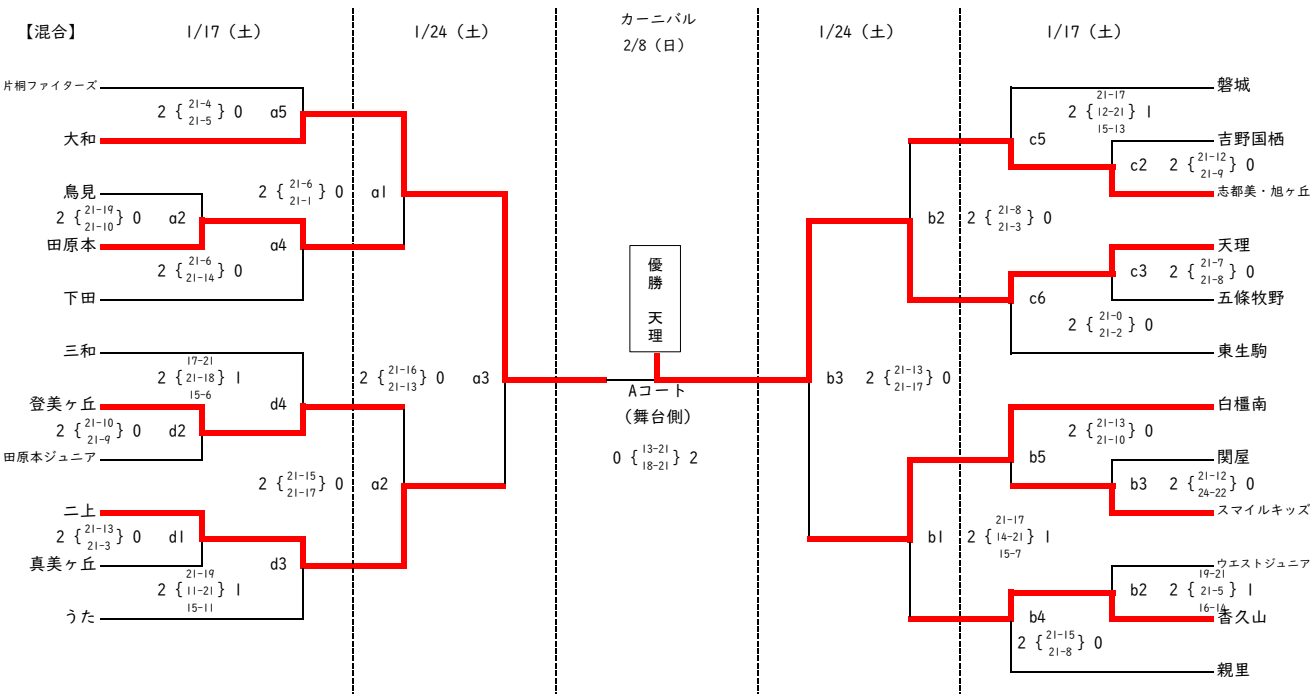 【混合】
1/17（土）
1/24（土）
カーニバル
2/8（日）
1/24（土）
1/17（土）
片桐ファイターズ
2 { 21-4 21-5 } 0 a5
大和
鳥見
2 { 21-19 21-10 } 0 a2
田原本
2 { 21-6 21-1 } 0 a1
a4
2 { 21-6 21-14 } 0
下田
三和
2 { 17-21 21-18 15-6 } 1
d4
登美ヶ丘
2 { 21-10 21-9 } 0 d2
田原本ジュニア
2 { 21-16 21-13 } 0 a3
2 { 21-15 21-17 } 0 a2
二上
2 { 21-13 21-3 } 0 d1
真美ヶ丘
d3
2 { 21-19 11-21 15-11 } 1
うた
優勝
天理
Aコート
（舞台側）
0 { 13-21 18-21 } 2
磐城
2 { 21-17 12-21 15-13 } 1
c5
吉野国栖
c2 2 { 21-12 21-9 } 0
志都美・旭ヶ丘
b2 2 { 21-8 21-3 } 0
天理
c3 2 { 21-7 21-8 } 0
五條牧野
c6
2 { 21-0 21-2 } 0
東生駒
b3 2 { 21-13 21-17 } 0
白橿南
2 { 21-13 21-10 } 0
b5
関屋
b3 2 { 21-12 24-22 } 0
スマイルキッズ
b1 2 { 21-17 14-21 15-7 } 1
ウエストジュニア
b2 2 { 19-21 21-5 16-14 } 1
香久山
b4
2 { 21-15 21-8 } 0
親里